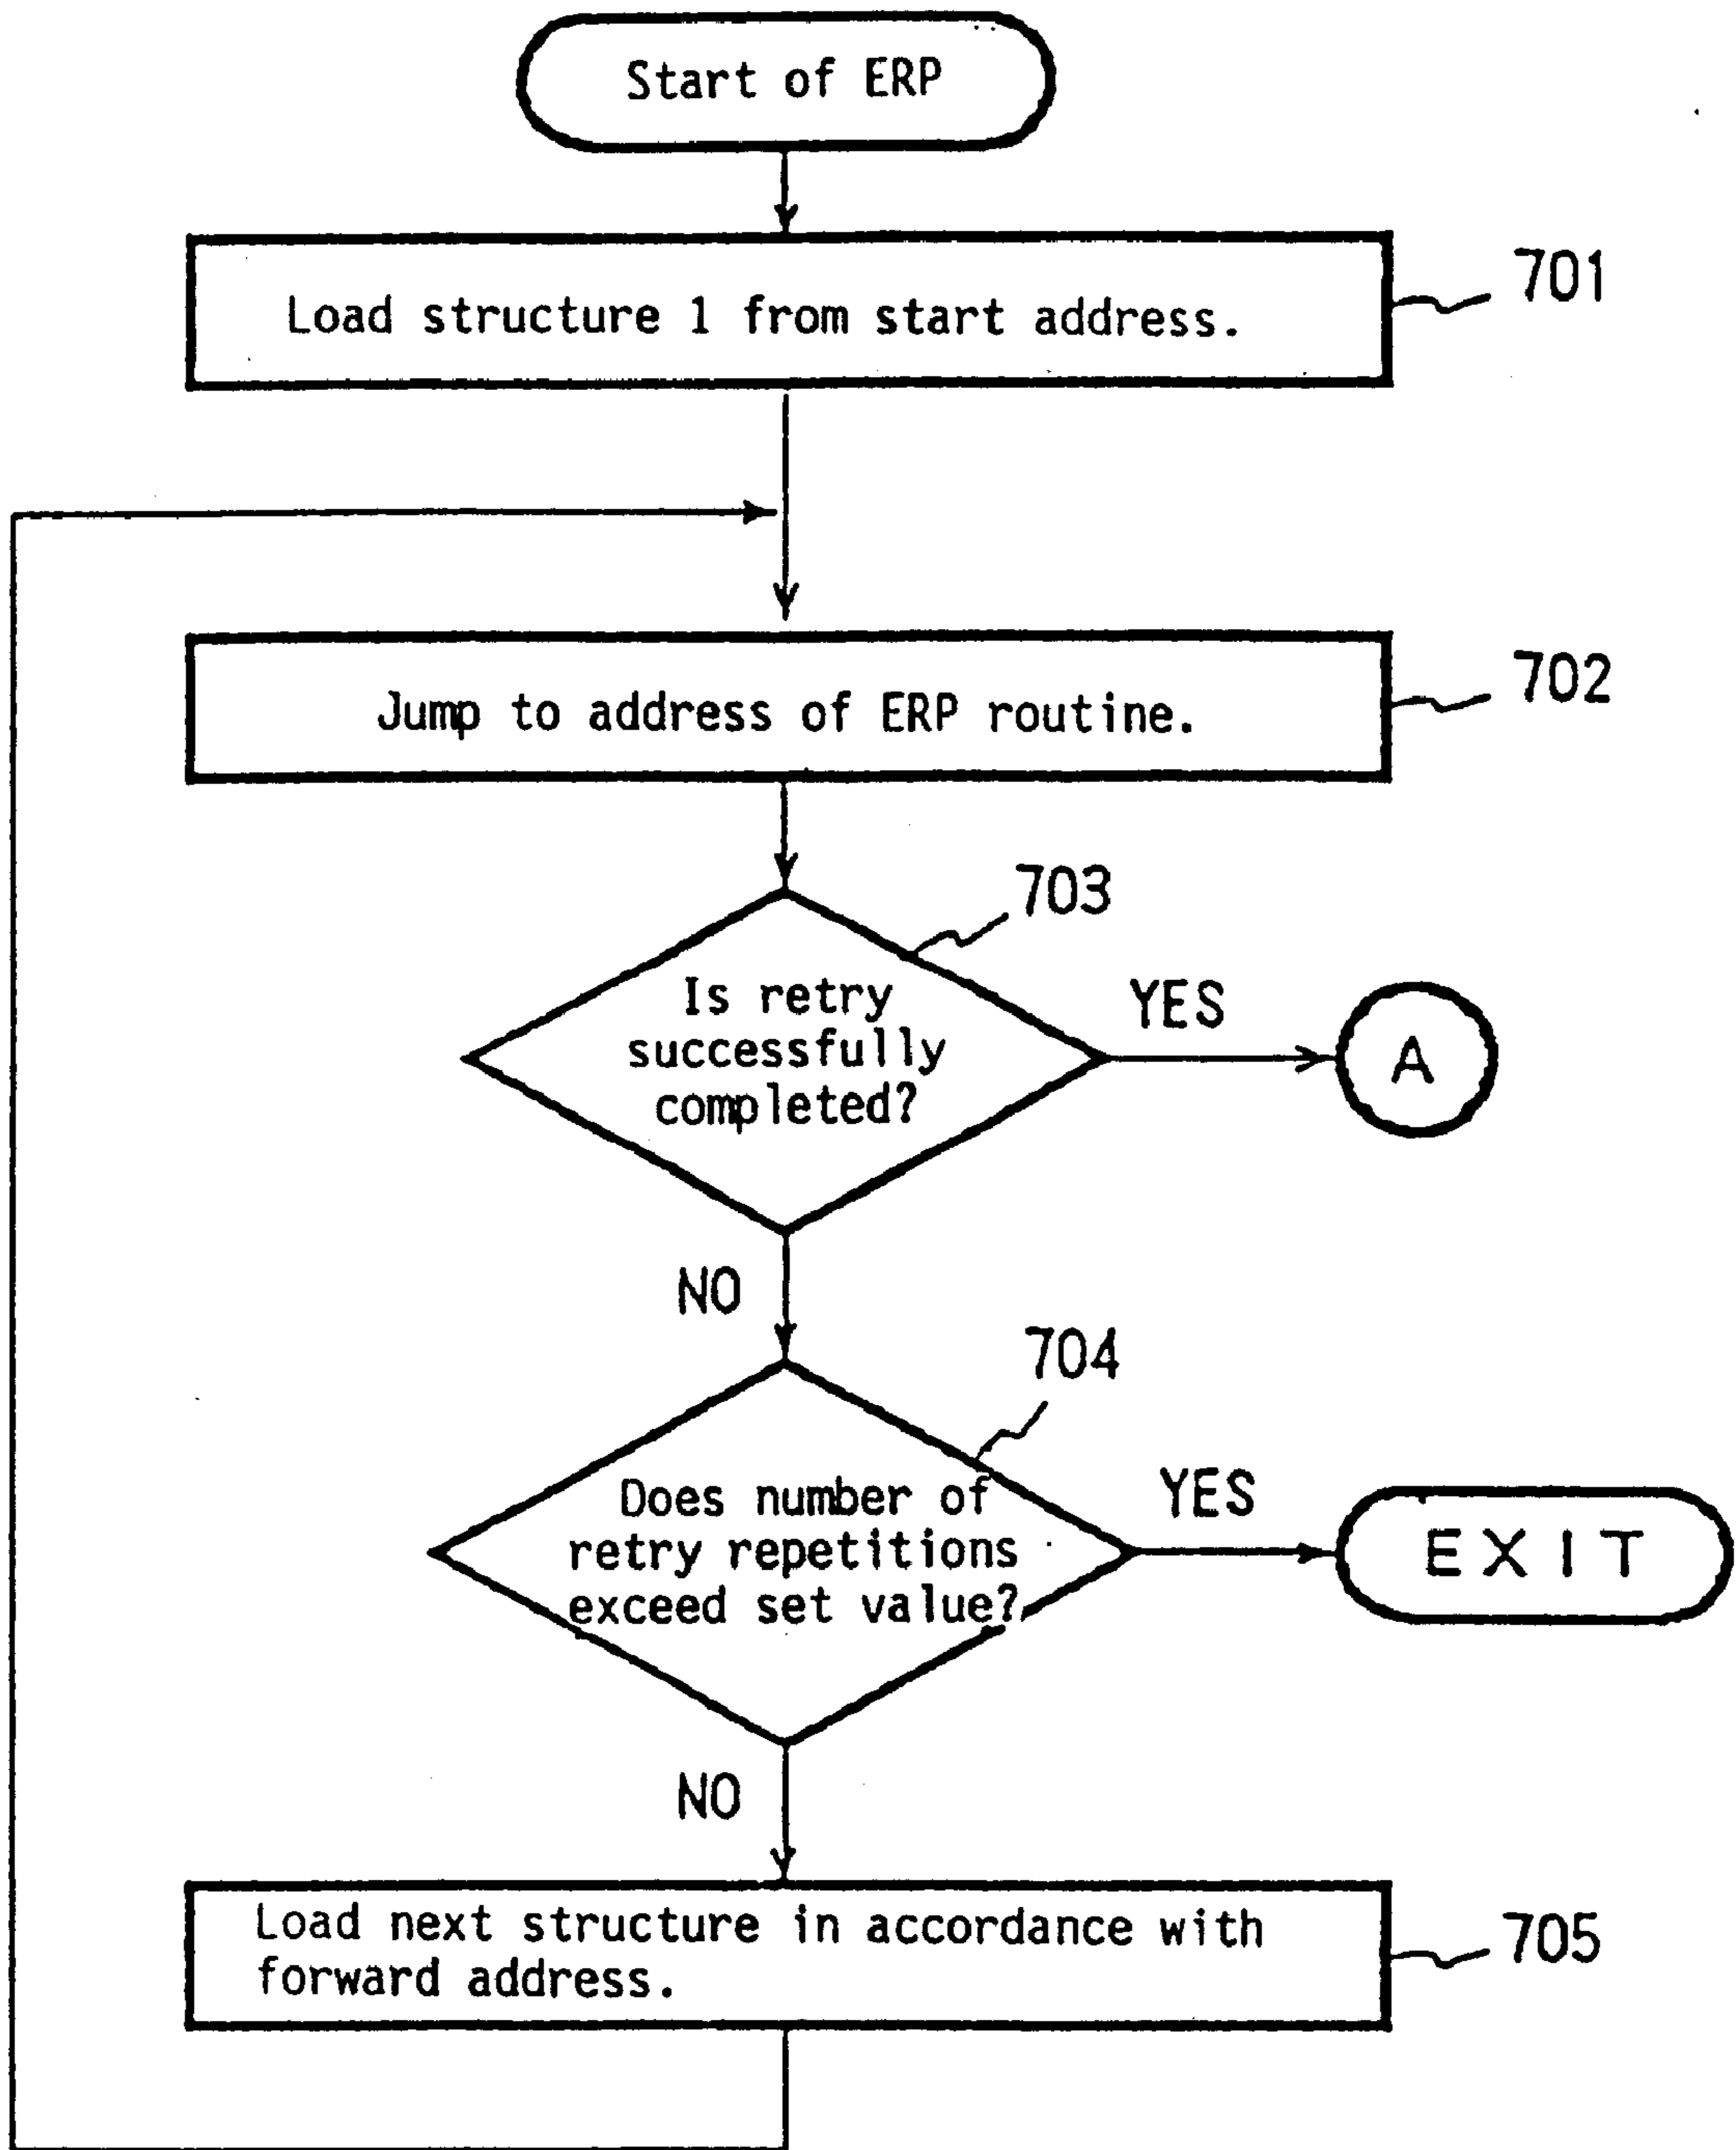 Start of ERP
701
Load structure 1 from start address.
702
Jump to address of ERP routine.
703
Is retry
successfully
completed?
YES
A
NO
704
Does number of
retry repetitions
exceed set value?
YES
EXIT
NO
Load next structure in accordance with
forward address.
705